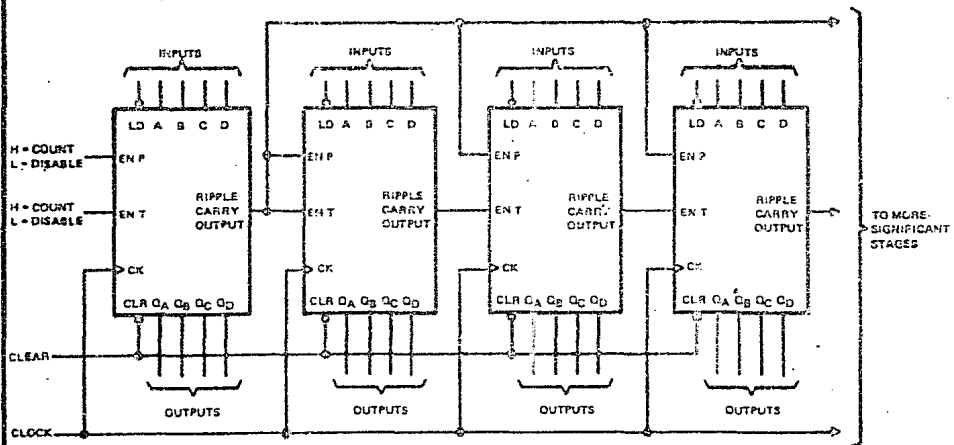 INPUTS INPUTS INPUTS INPUTS
LD A B C D LD A B C D LD A B C D LD A B C D
H = COUNT
L = DISABLE
EN P EN P EN P EN P
H = COUNT
L = DISABLE
EN T EN T EN T EN T
RIPPLE CARRY OUTPUT RIPPLE CARRY OUTPUT RIPPLE CARRY OUTPUT RIPPLE CARRY OUTPUT
TO MORE-
SIGNIFICANT
STAGES
CK CK CK CK
CLR QA QB QC QD CLR QA QB QC QD CLR QA QB QC QD CLR QA QB QC QD
CLEAR
OUTPUTS OUTPUTS OUTPUTS OUTPUTS
CLOCK